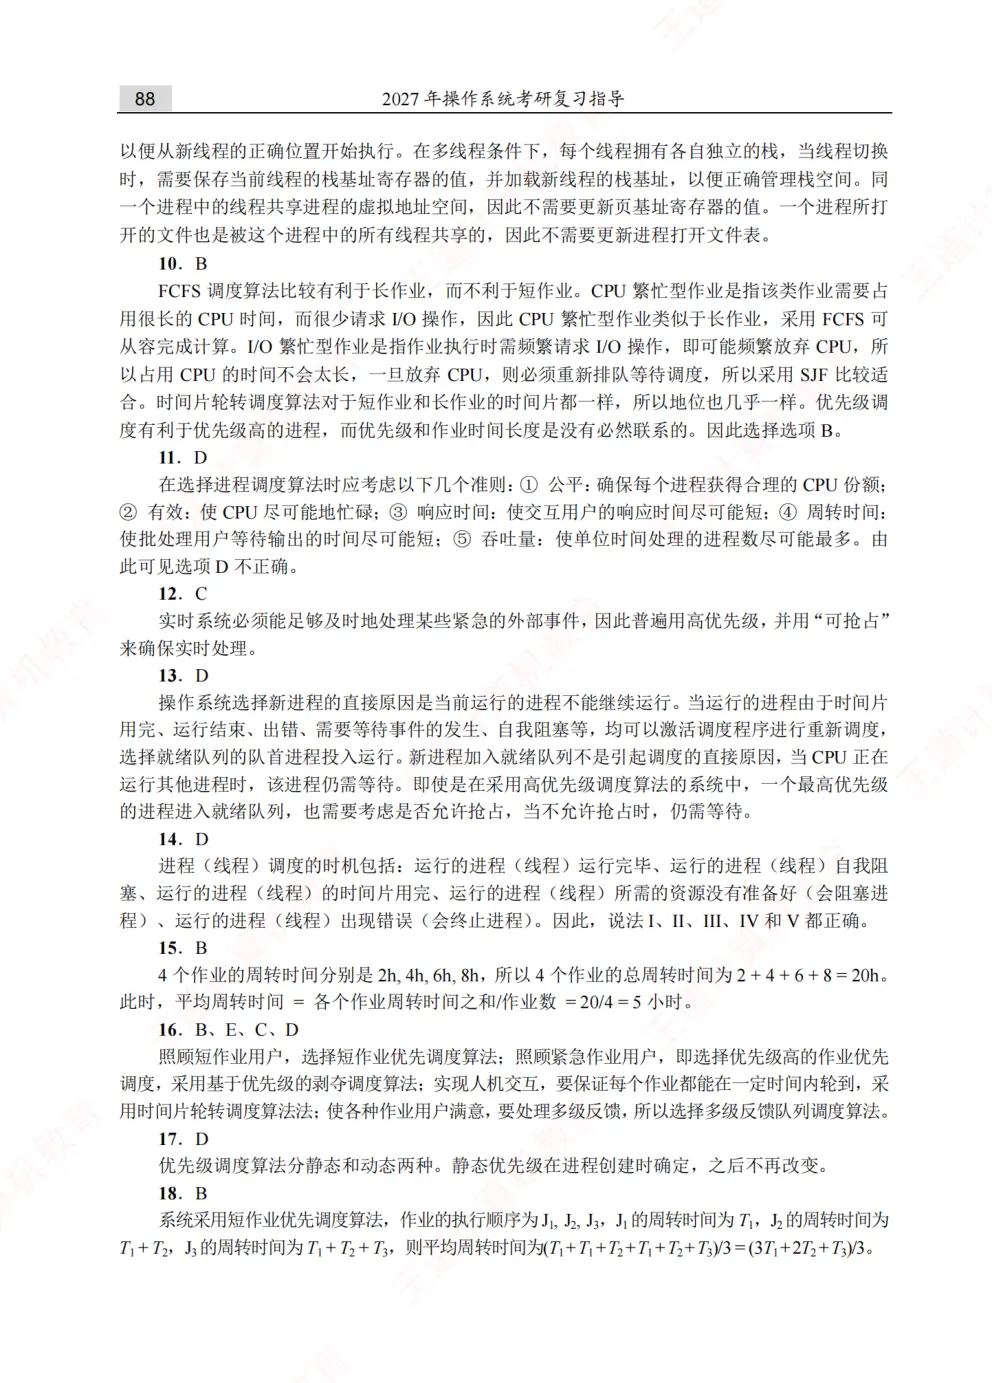 88
2027 年操作系统考研复习指导
以便从新线程的正确位置开始执行。在多线程条件下，每个线程拥有各自独立的栈，当线程切换
时，需要保存当前线程的栈基址寄存器的值，并加载新线程的栈基址，以便正确管理栈空间。同
一个进程中的线程共享进程的虚拟地址空间，因此不需要更新页基址寄存器的值。一个进程所打
开的文件也是被这个进程中的所有线程共享的，因此不需要更新进程打开文件表。
10．B
FCFS 调度算法比较有利于长作业，而不利于短作业。CPU 繁忙型作业是指该类作业需要占
用很长的 CPU 时间，而很少请求 I/O 操作，因此 CPU 繁忙型作业类似于长作业，采用 FCFS 可
从容完成计算。I/O 繁忙型作业是指作业执行时需频繁请求 I/O 操作，即可能频繁放弃 CPU，所
以占用 CPU 的时间不会太长，一旦放弃 CPU，则必须重新排队等待调度，所以采用 SJF 比较适
合。时间片轮转调度算法对于短作业和长作业的时间片都一样，所以地位也几乎一样。优先级调
度有利于优先级高的进程，而优先级和作业时间长度是没有必然联系的。因此选择选项 B。
11．D
在选择进程调度算法时应考虑以下几个准则：① 公平：确保每个进程获得合理的 CPU 份额；
② 有效：使 CPU 尽可能地忙碌；③ 响应时间：使交互用户的响应时间尽可能短；④ 周转时间：
使批处理用户等待输出的时间尽可能短；⑤ 吞吐量：使单位时间处理的进程数尽可能最多。由
此可见选项 D 不正确。
12．C
实时系统必须能足够及时地处理某些紧急的外部事件，因此普遍用高优先级，并用“可抢占”
来确保实时处理。
13．D
操作系统选择新进程的直接原因是当前运行的进程不能继续运行。当运行的进程由于时间片
用完、运行结束、出错、需要等待事件的发生、自我阻塞等，均可以激活调度程序进行重新调度，
选择就绪队列的队首进程投入运行。新进程加入就绪队列不是引起调度的直接原因，当 CPU 正在
运行其他进程时，该进程仍需等待。即使是在采用高优先级调度算法的系统中，一个最高优先级
的进程进入就绪队列，也需要考虑是否允许抢占，当不允许抢占时，仍需等待。
14．D
进程（线程）调度的时机包括：运行的进程（线程）运行完毕、运行的进程（线程）自我阻
塞、运行的进程（线程）的时间片用完、运行的进程（线程）所需的资源没有准备好（会阻塞进
程）、运行的进程（线程）出现错误（会终止进程）。因此，说法 I、II、III、IV 和 V 都正确。
15．B
4 个作业的周转时间分别是 2h, 4h, 6h, 8h，所以 4 个作业的总周转时间为 2 + 4 + 6 + 8 = 20h。
此时，平均周转时间 = 各个作业周转时间之和/作业数 = 20/4 = 5 小时。
16．B、E、C、D
照顾短作业用户，选择短作业优先调度算法；照顾紧急作业用户，即选择优先级高的作业优先
调度，采用基于优先级的剥夺调度算法；实现人机交互，要保证每个作业都能在一定时间内轮到，采
用时间片轮转调度算法法；使各种作业用户满意，要处理多级反馈，所以选择多级反馈队列调度算法。
17．D
优先级调度算法分静态和动态两种。静态优先级在进程创建时确定，之后不再改变。
18．B
系统采用短作业优先调度算法，作业的执行顺序为 J₁, J₂, J₃，J₁ 的周转时间为 T₁，J₂ 的周转时间为
T₁ + T₂，J₃ 的周转时间为 T₁ + T₂ + T₃，则平均周转时间为(T₁ + T₁ + T₂ + T₁ + T₂ + T₃)/3 = (3T₁ + 2T₂ + T₃)/3。